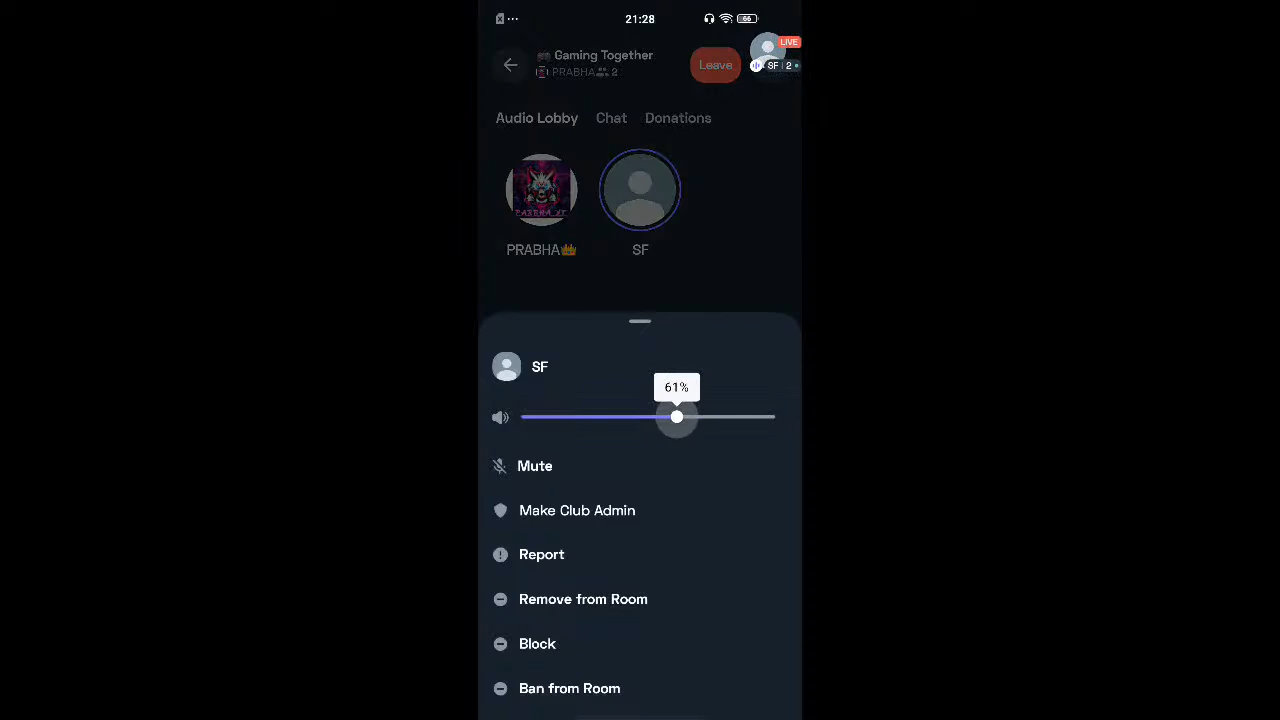 21:28
66
Gaming Together
PRABHA 2
Leave
LIVE
SF 2
Audio Lobby Chat Donations
PRABHA SF
SF
61%
Mute
Make Club Admin
Report
Remove from Room
Block
Ban from Room